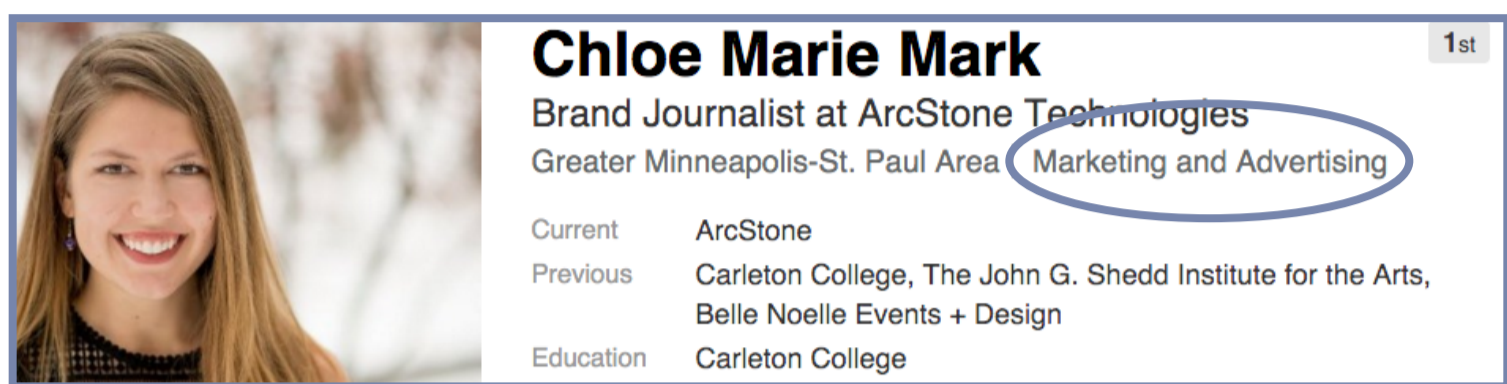 Chloe Marie Mark
1st
Brand Journalist at ArcStone Technologies
Greater Minneapolis-St. Paul Area Marketing and Advertising
Current ArcStone
Previous Carleton College, The John G. Shedd Institute for the Arts,
Belle Noelle Events + Design
Education Carleton College